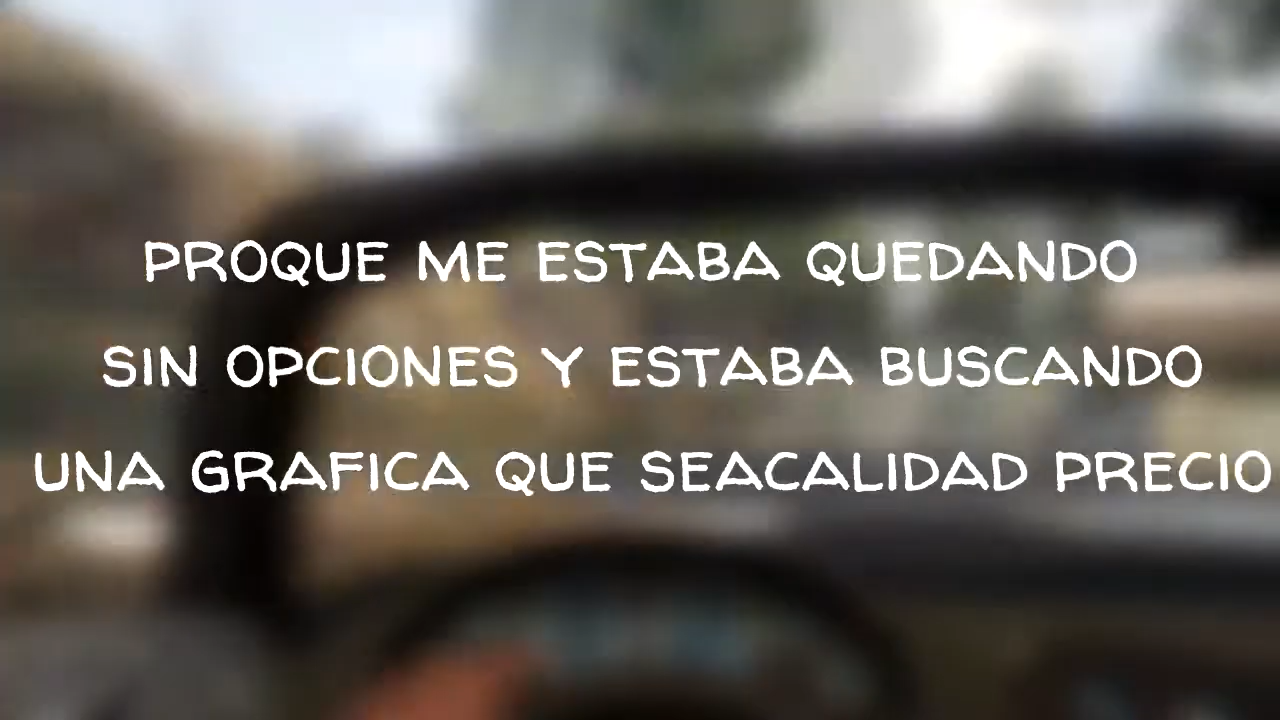 PROQUE ME ESTABA QUEDANDO
SIN OPCIONES Y ESTABA BUSCANDO
UNA GRAFICA QUE SEACALIDAD PRECIO